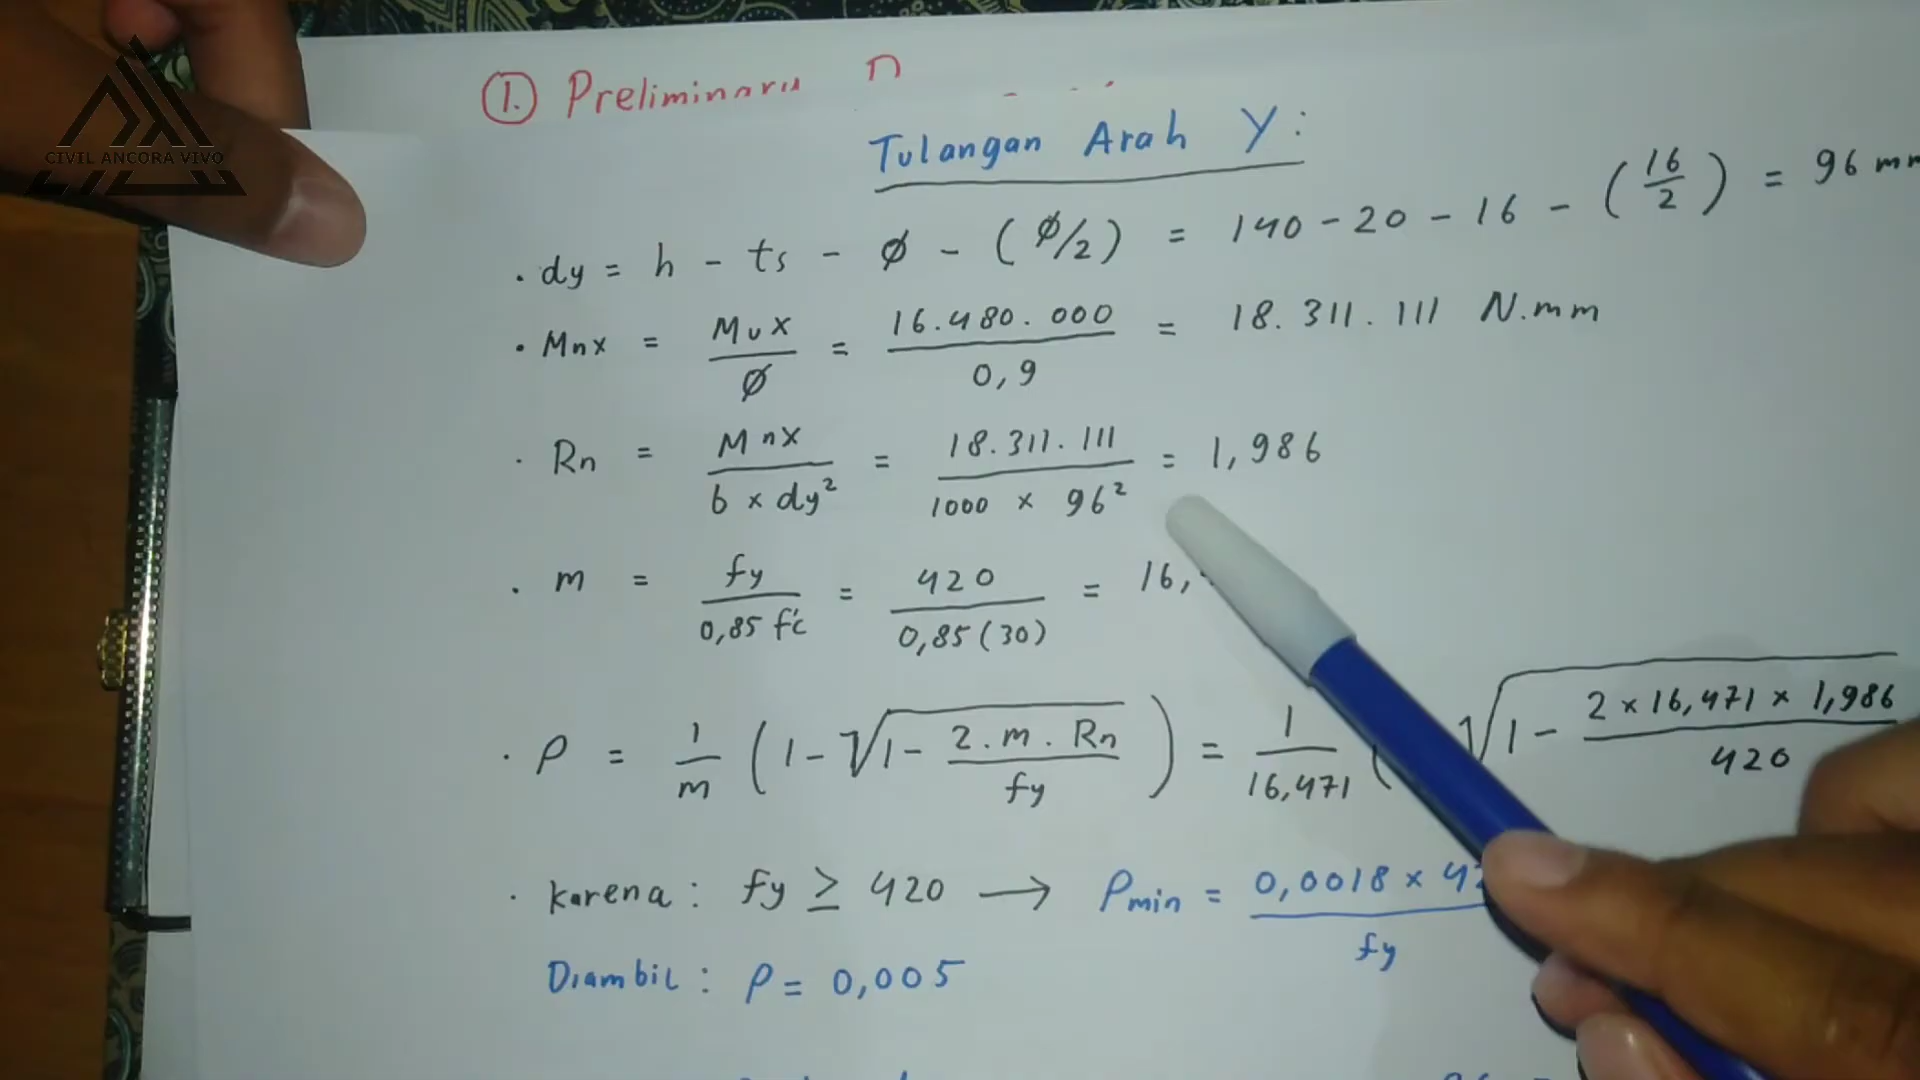 CIVIL ANCORA VIVO
①. Preliminary
Tulangan Arah Y:
· dy = h - ts - ∅ - (∅/2) = 140 - 20 - 16 - (16/2) = 96 mm
· Mnx = Mux/∅ = 16.480.000/0,9 = 18.311.111 N.mm
· Rn = Mnx/b x dy² = 18.311.111/1000 x 96² = 1,986
· m = fy/0,85 f'c = 420/0,85(30) = 16,
· ρ = 1/m (1-√1- 2.m.Rn/fy) = 1/16,471 ( √1- 2 x 16,471 x 1,986/420
· Karena: fy ≥ 420 → ρmin = 0,0018 x 42/fy
Diambil: ρ = 0,005